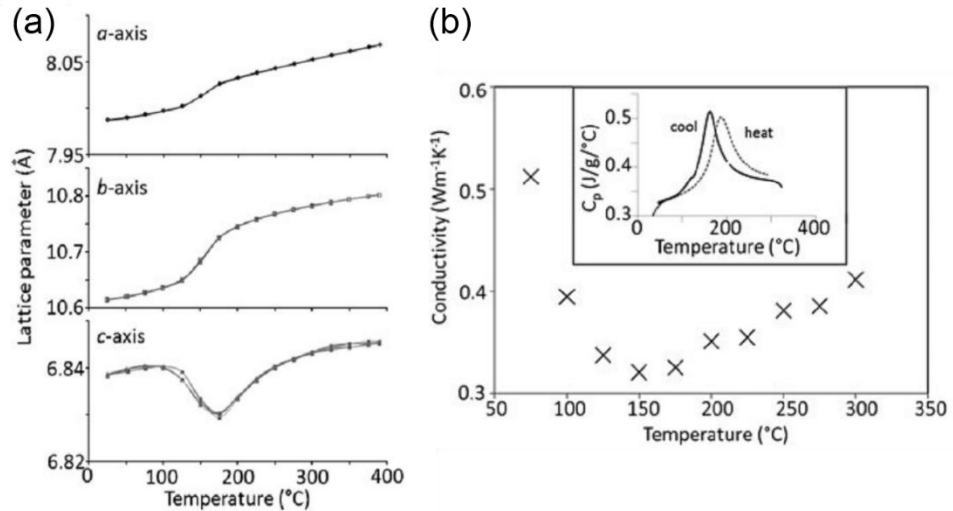 (a)
a-axis
8.05
7.95
b-axis
10.8
10.7
10.6
c-axis
6.84
6.82
0 100 200 300 400
Temperature (°C)
Lattice parameter (Å)
(b)
0.6
0.5
0.4
0.3
50 100 150 200 250 300 350
Temperature (°C)
Conductivity (Wm⁻¹K⁻¹)
cool
heat
0.5
0.4
0.3
0 200 400
Temperature (°C)
Cₚ (J/g/°C)